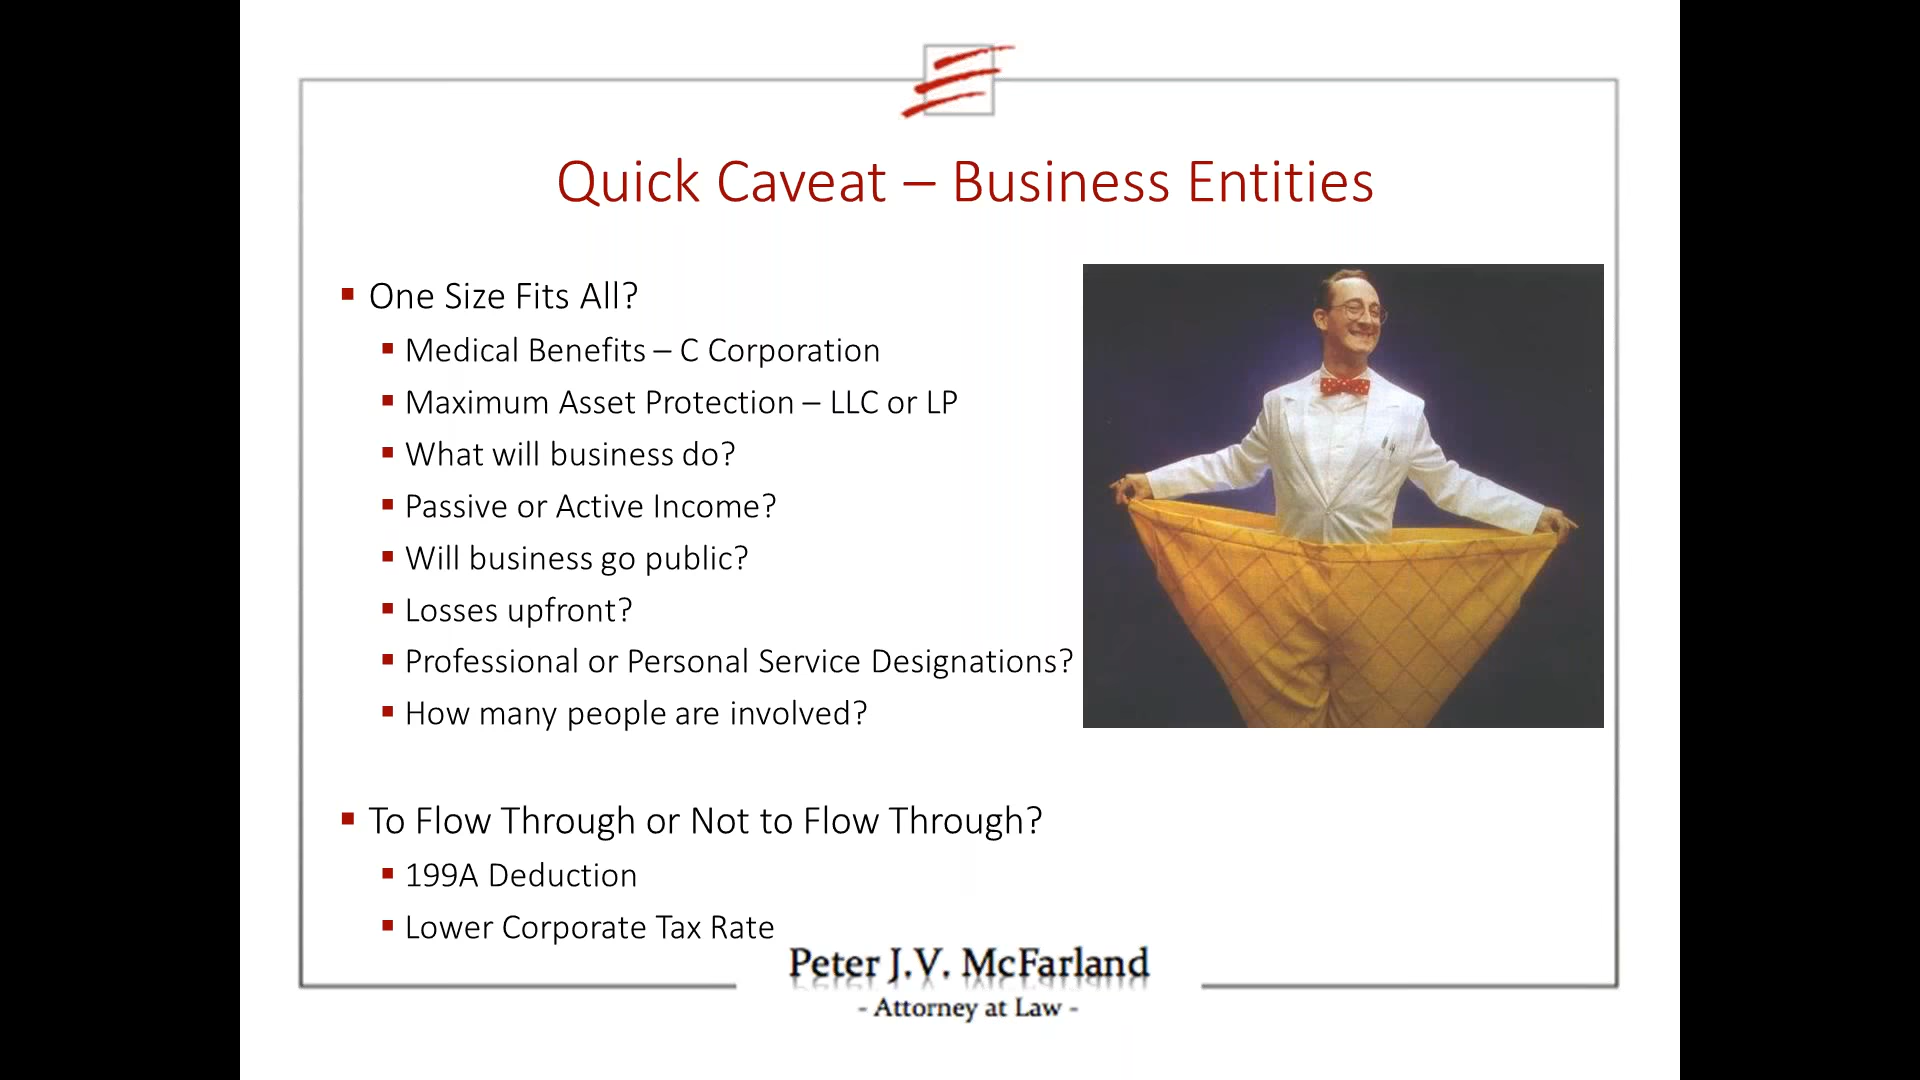 Quick Caveat – Business Entities
One Size Fits All?
Medical Benefits – C Corporation
Maximum Asset Protection – LLC or LP
What will business do?
Passive or Active Income?
Will business go public?
Losses upfront?
Professional or Personal Service Designations?
How many people are involved?
To Flow Through or Not to Flow Through?
199A Deduction
Lower Corporate Tax Rate
Peter J.V. McFarland
- Attorney at Law -